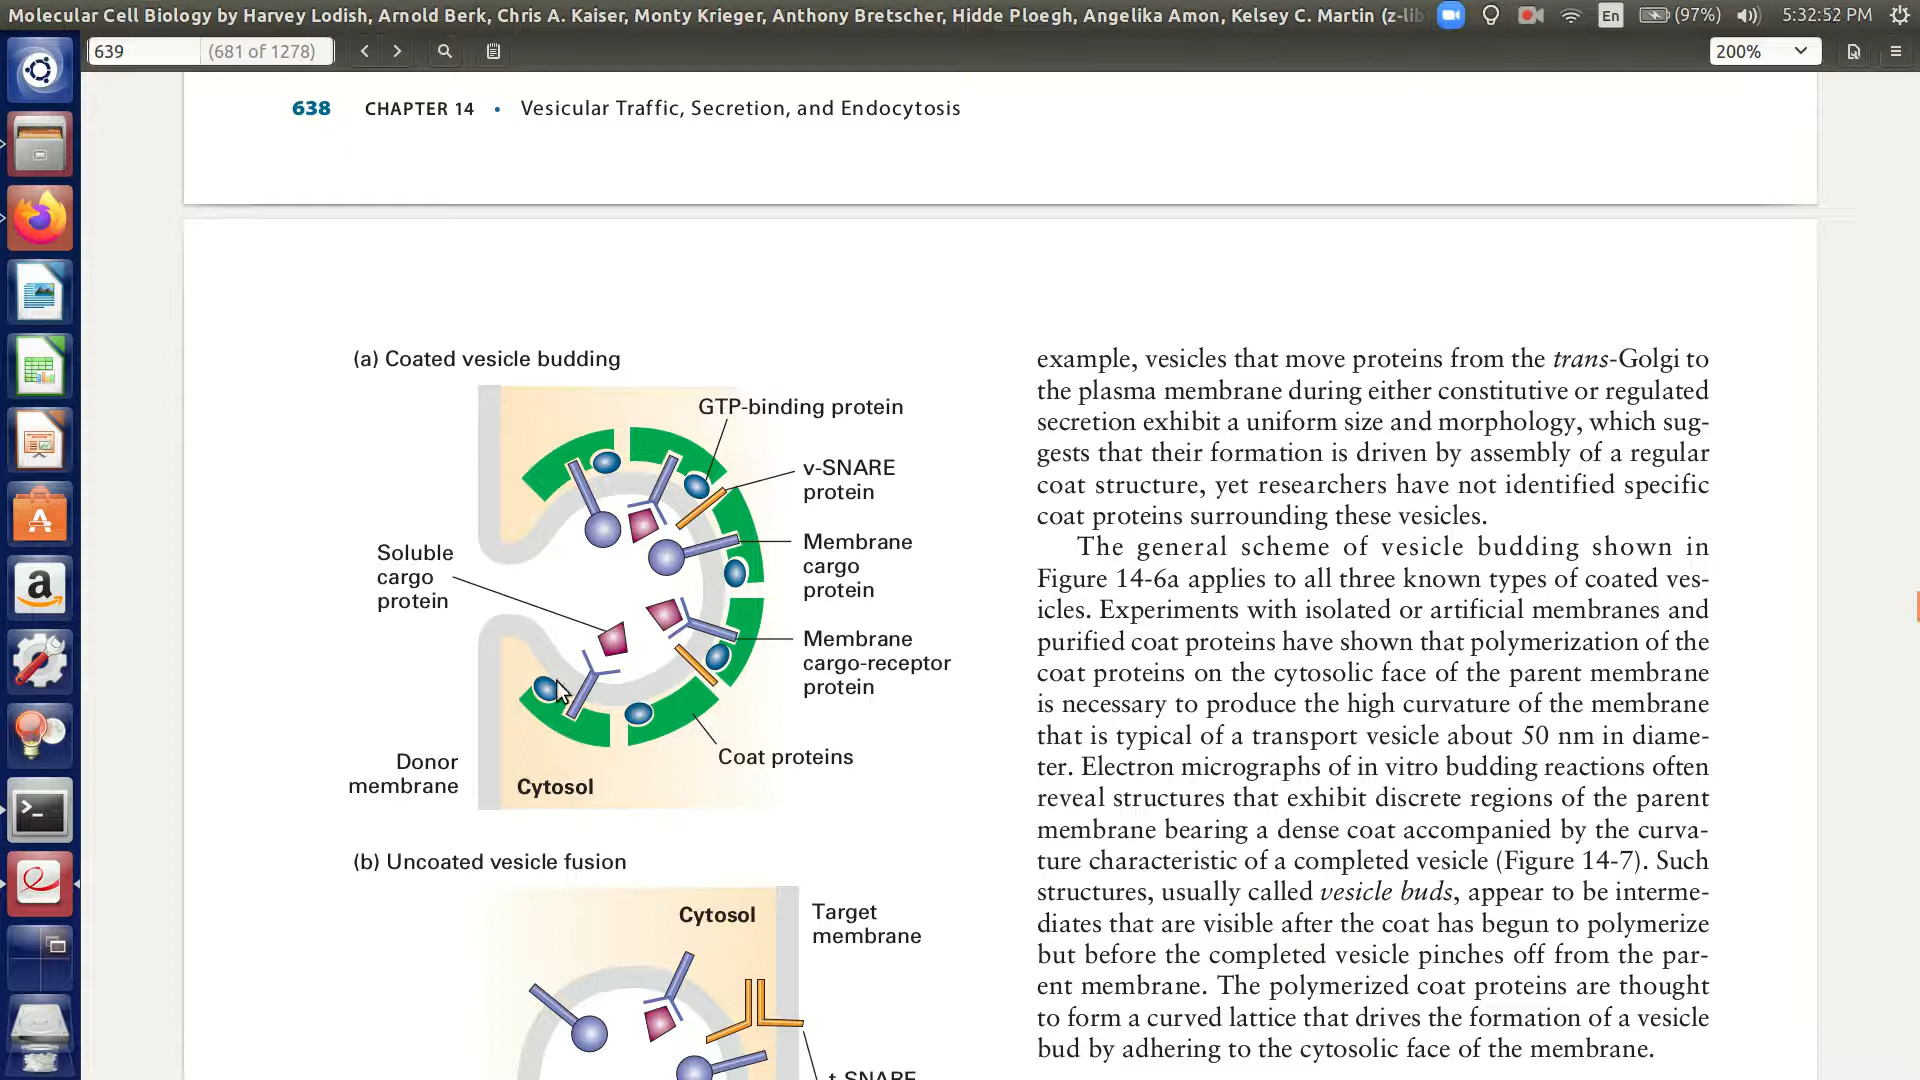 Molecular Cell Biology by Harvey Lodish, Arnold Berk, Chris A. Kaiser, Monty Krieger, Anthony Bretscher, Hidde Ploegh, Angelika Amon, Kelsey C. Martin (z-lib
En
(97%)
5:32:52 PM
639
(681 of 1278)
200%
638 CHAPTER 14 • Vesicular Traffic, Secretion, and Endocytosis
(a) Coated vesicle budding
GTP-binding protein
v-SNARE
protein
Membrane
cargo
protein
Soluble
cargo
protein
Membrane
cargo-receptor
protein
Coat proteins
Donor
membrane
Cytosol
(b) Uncoated vesicle fusion
Cytosol
Target
membrane
t-SNARE
example, vesicles that move proteins from the trans-Golgi to
the plasma membrane during either constitutive or regulated
secretion exhibit a uniform size and morphology, which sug-
gests that their formation is driven by assembly of a regular
coat structure, yet researchers have not identified specific
coat proteins surrounding these vesicles.
The general scheme of vesicle budding shown in
Figure 14-6a applies to all three known types of coated ves-
icles. Experiments with isolated or artificial membranes and
purified coat proteins have shown that polymerization of the
coat proteins on the cytosolic face of the parent membrane
is necessary to produce the high curvature of the membrane
that is typical of a transport vesicle about 50 nm in diame-
ter. Electron micrographs of in vitro budding reactions often
reveal structures that exhibit discrete regions of the parent
membrane bearing a dense coat accompanied by the curva-
ture characteristic of a completed vesicle (Figure 14-7). Such
structures, usually called vesicle buds, appear to be interme-
diates that are visible after the coat has begun to polymerize
but before the completed vesicle pinches off from the par-
ent membrane. The polymerized coat proteins are thought
to form a curved lattice that drives the formation of a vesicle
bud by adhering to the cytosolic face of the membrane.